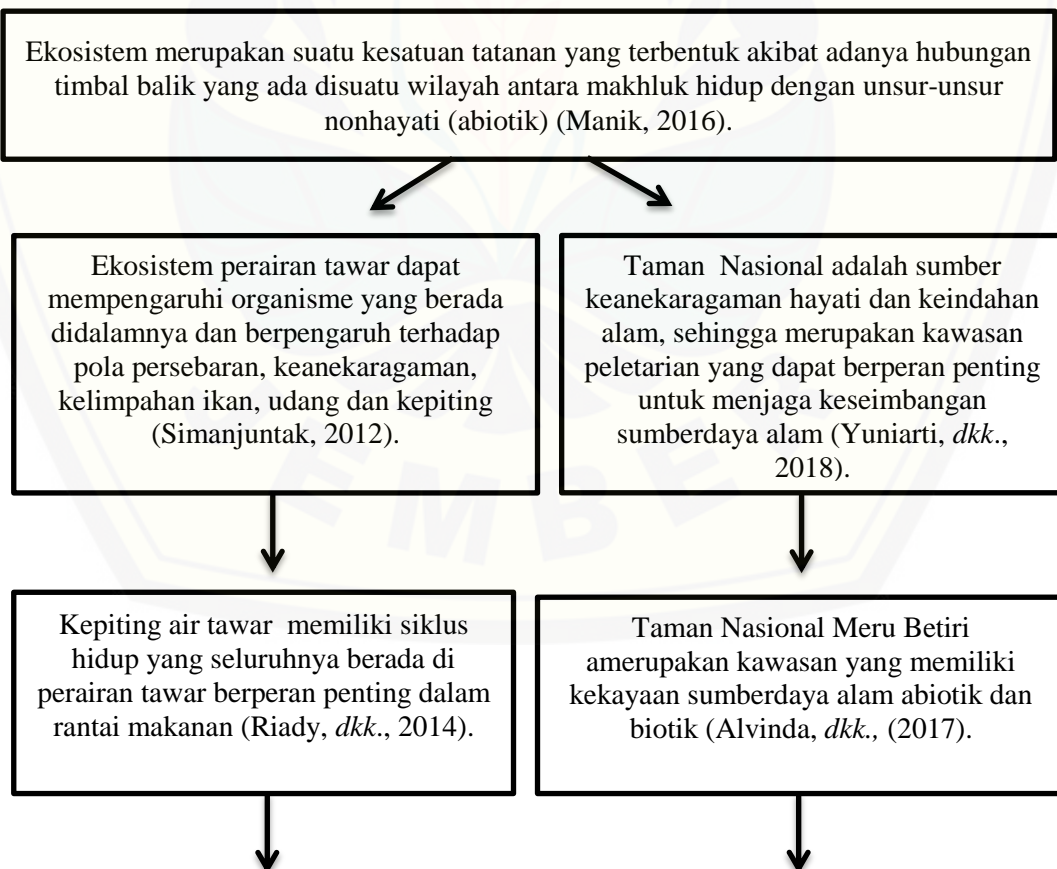 Ekosistem merupakan suatu kesatuan tatanan yang terbentuk akibat adanya hubungan
timbal balik yang ada disuatu wilayah antara makhluk hidup dengan unsur-unsur
nonhayati (abiotik) (Manik, 2016).
Ekosistem perairan tawar dapat
mempengaruhi organisme yang berada
didalamnya dan berpengaruh terhadap
pola persebaran, keanekaragaman,
kelimpahan ikan, udang dan kepiting
(Simanjuntak, 2012).
Taman Nasional adalah sumber
keanekaragaman hayati dan keindahan
alam, sehingga merupakan kawasan
peletarian yang dapat berperan penting
untuk menjaga keseimbangan
sumberdaya alam (Yuniarti, dkk.,
2018).
Kepiting air tawar memiliki siklus
hidup yang seluruhnya berada di
perairan tawar berperan penting dalam
rantai makanan (Riady, dkk., 2014).
Taman Nasional Meru Betiri
amerupakan kawasan yang memiliki
kekayaan sumberdaya alam abiotik dan
biotik (Alvinda, dkk., (2017).
EMBE